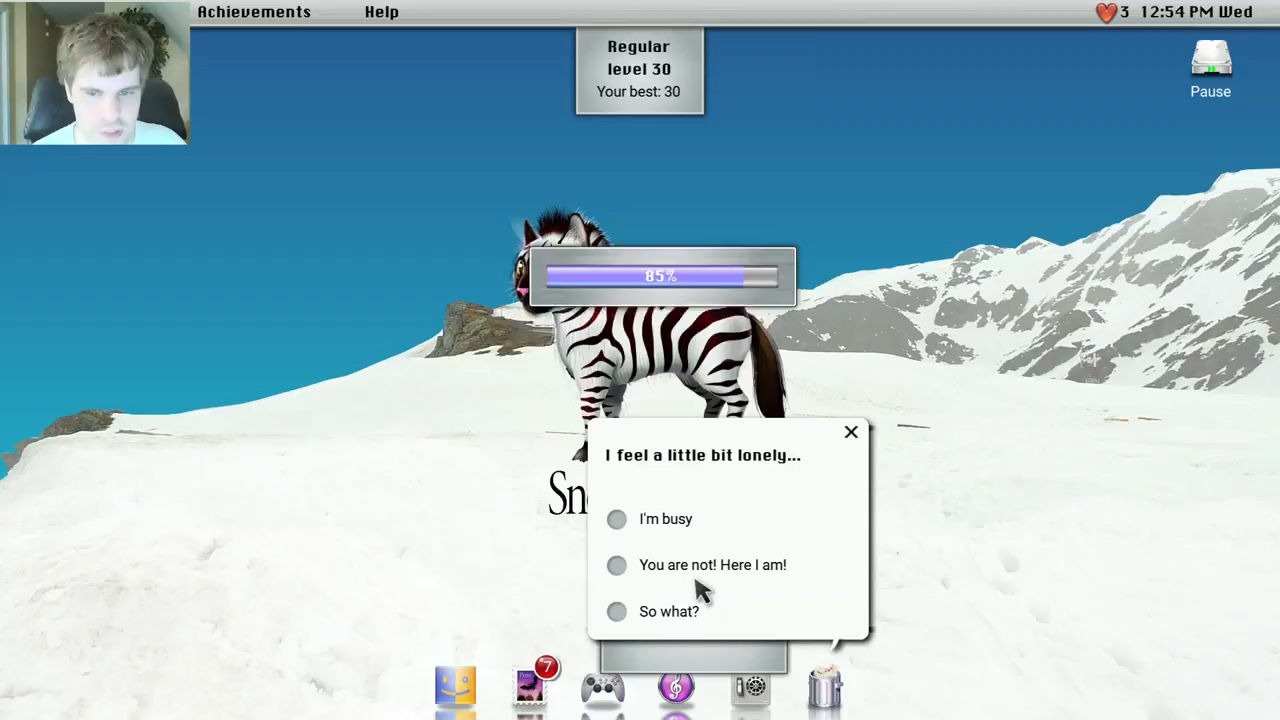 Achievements Help 3 12:54 PM Wed
Regular
level 30
Your best: 30
Pause
85%
I feel a little bit lonely...
Sn
I'm busy
You are not! Here I am!
So what?
7